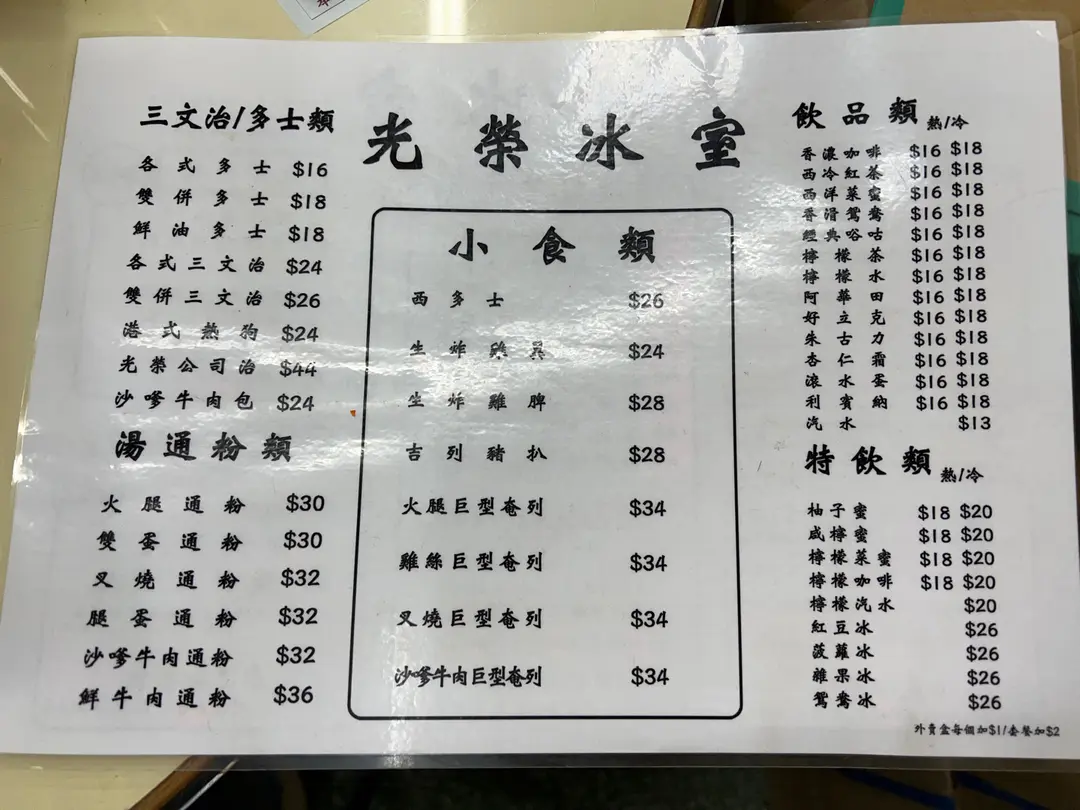 光榮冰室
三文治/多士類
各式多士 $16
雙併多士 $18
鮮油多士 $18
各式三文治 $24
雙併三文治 $26
港式熱狗 $24
光榮公司治 $44
沙嗲牛肉包 $24
湯通粉類
火腿通粉 $30
雙蛋通粉 $30
叉燒通粉 $32
腿蛋通粉 $32
沙嗲牛肉通粉 $32
鮮牛肉通粉 $36
小食類
西多士 $26
生炸雞翼 $24
生炸雞脾 $28
吉列豬扒 $28
火腿巨型奄列 $34
雞絲巨型奄列 $34
叉燒巨型奄列 $34
沙嗲牛肉巨型奄列 $34
飲品類 熱/冷
香濃咖啡 $16 $18
西冷紅茶 $16 $18
西洋菜蜜 $16 $18
香滑鴛鴦 $16 $18
經典唂咕 $16 $18
檸檬茶 $16 $18
檸檬水 $16 $18
阿華田 $16 $18
好立克 $16 $18
朱古力 $16 $18
杏仁霜 $16 $18
滾水蛋 $16 $18
利賓納 $16 $18
汽水 $13
特飲類 熱/冷
柚子蜜 $18 $20
咸檸蜜 $18 $20
檸檬菜蜜 $18 $20
檸檬咖啡 $18 $20
檸檬汽水 $20
紅豆冰 $26
菠蘿冰 $26
雜果冰 $26
鴛鴦冰 $26
外賣盒每個加$1/套餐加$2